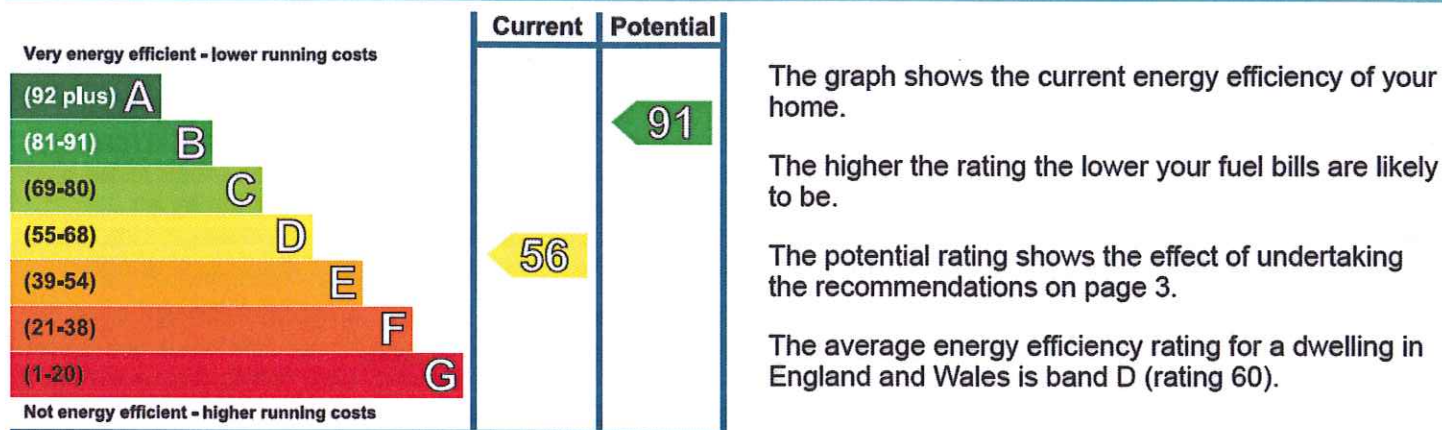 Current Potential
Very energy efficient - lower running costs
(92 plus) A
(81-91) B
(69-80) C
(55-68) D
(39-54) E
(21-38) F
(1-20) G
Not energy efficient - higher running costs
91
56
The graph shows the current energy efficiency of your
home.
The higher the rating the lower your fuel bills are likely
to be.
The potential rating shows the effect of undertaking
the recommendations on page 3.
The average energy efficiency rating for a dwelling in
England and Wales is band D (rating 60).